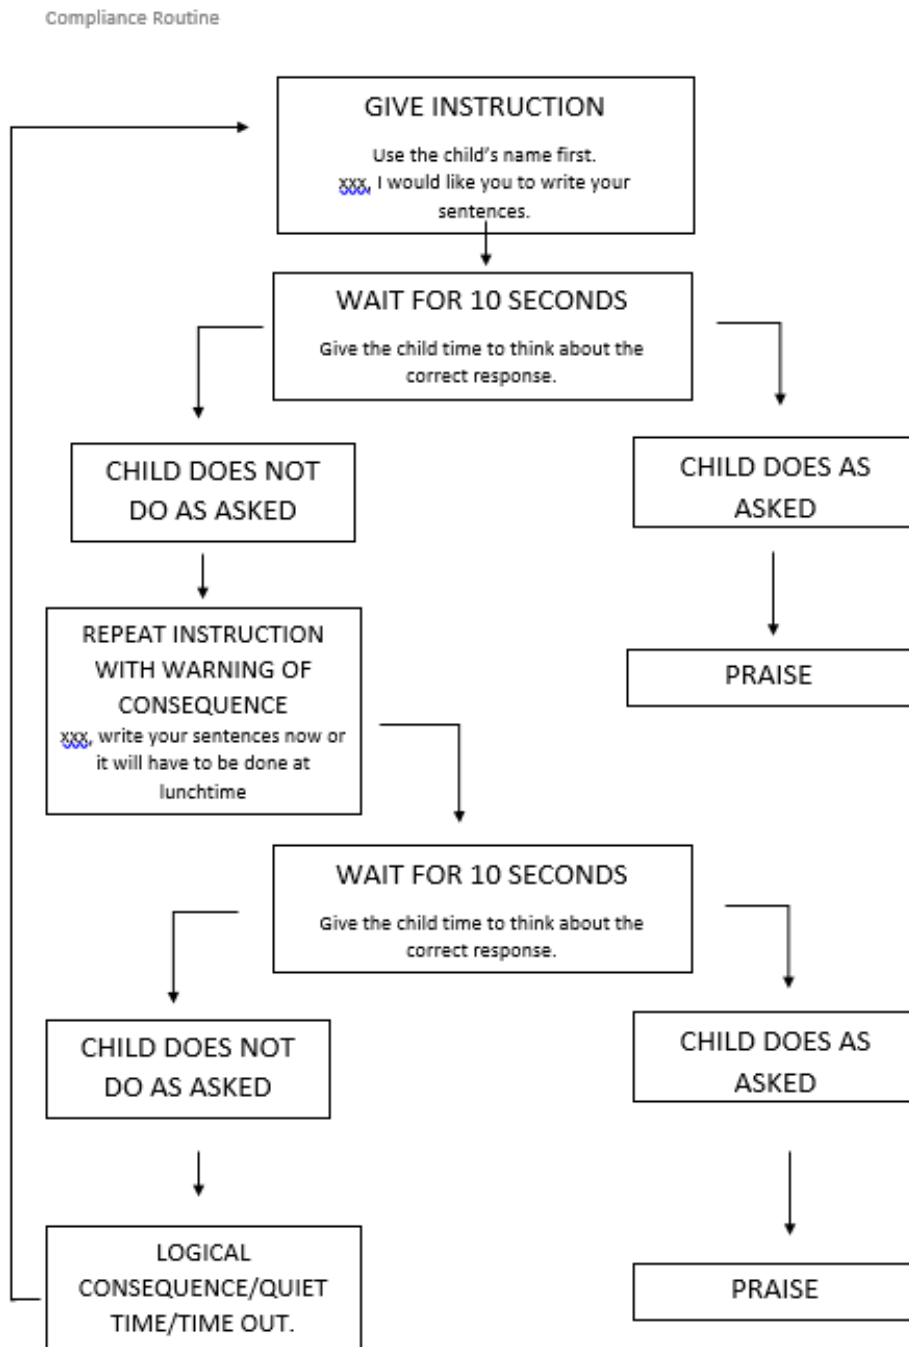 Compliance Routine
GIVE INSTRUCTION
Use the child's name first.
xxx, I would like you to write your
sentences.
WAIT FOR 10 SECONDS
Give the child time to think about the
correct response.
CHILD DOES NOT
DO AS ASKED
CHILD DOES AS
ASKED
REPEAT INSTRUCTION
WITH WARNING OF
CONSEQUENCE
xxx, write your sentences now or
it will have to be done at
lunchtime
PRAISE
WAIT FOR 10 SECONDS
Give the child time to think about the
correct response.
CHILD DOES NOT
DO AS ASKED
CHILD DOES AS
ASKED
LOGICAL
CONSEQUENCE/QUIET
TIME/TIME OUT.
PRAISE